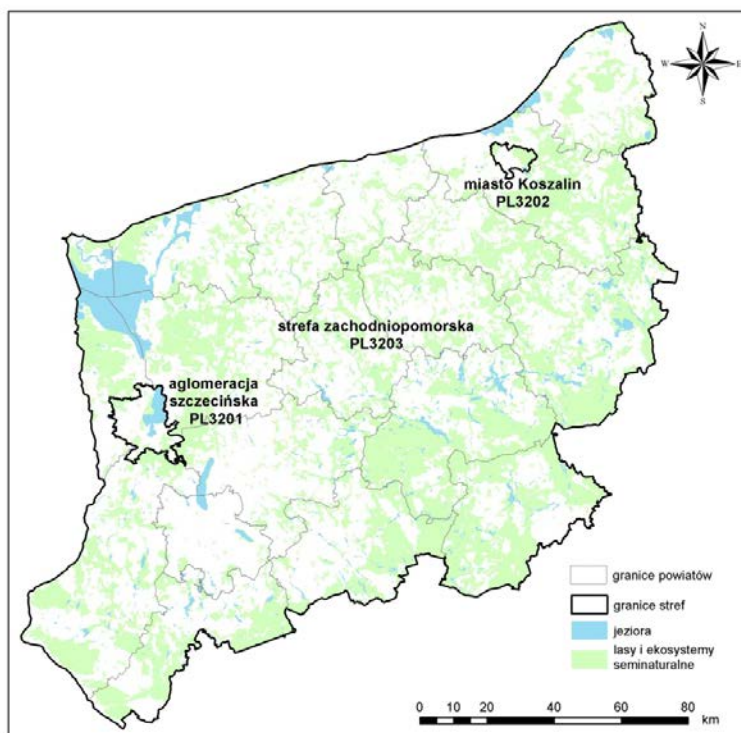 N
W E
S
miasto Koszalin
PL3202
strefa zachodniopomorska
PL3203
aglomeracja
szczecińska
PL3201
granice powiatów
granice stref
jeziora
lasy i ekosystemy
seminaturalne
0 10 20 40 60 80
km